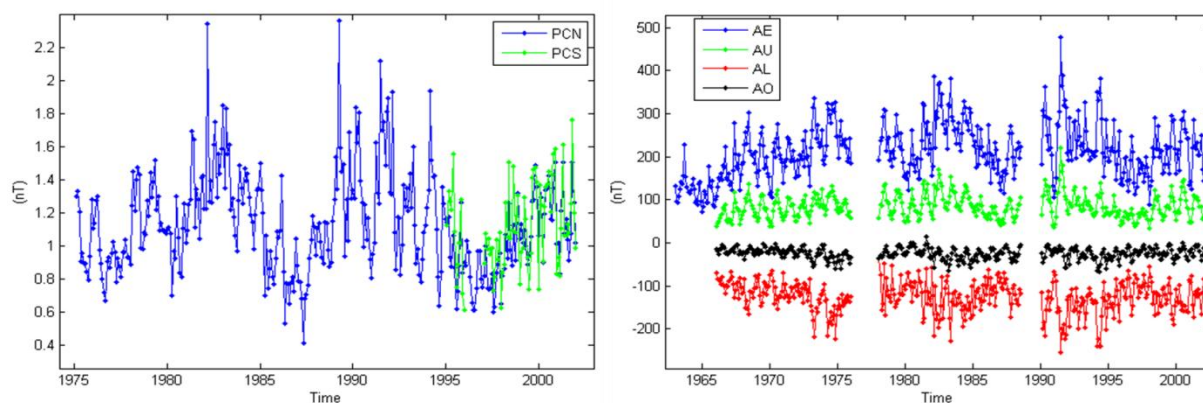 2.2
2
1.8
1.6
1.4
1.2
1
0.8
0.6
0.4
(nT)
1975 1980 1985 1990 1995 2000
Time
PCN
PCS
500
400
300
200
100
0
-100
-200
(nT)
1965 1970 1975 1980 1985 1990 1995 2000
Time
AE
AU
AL
AO